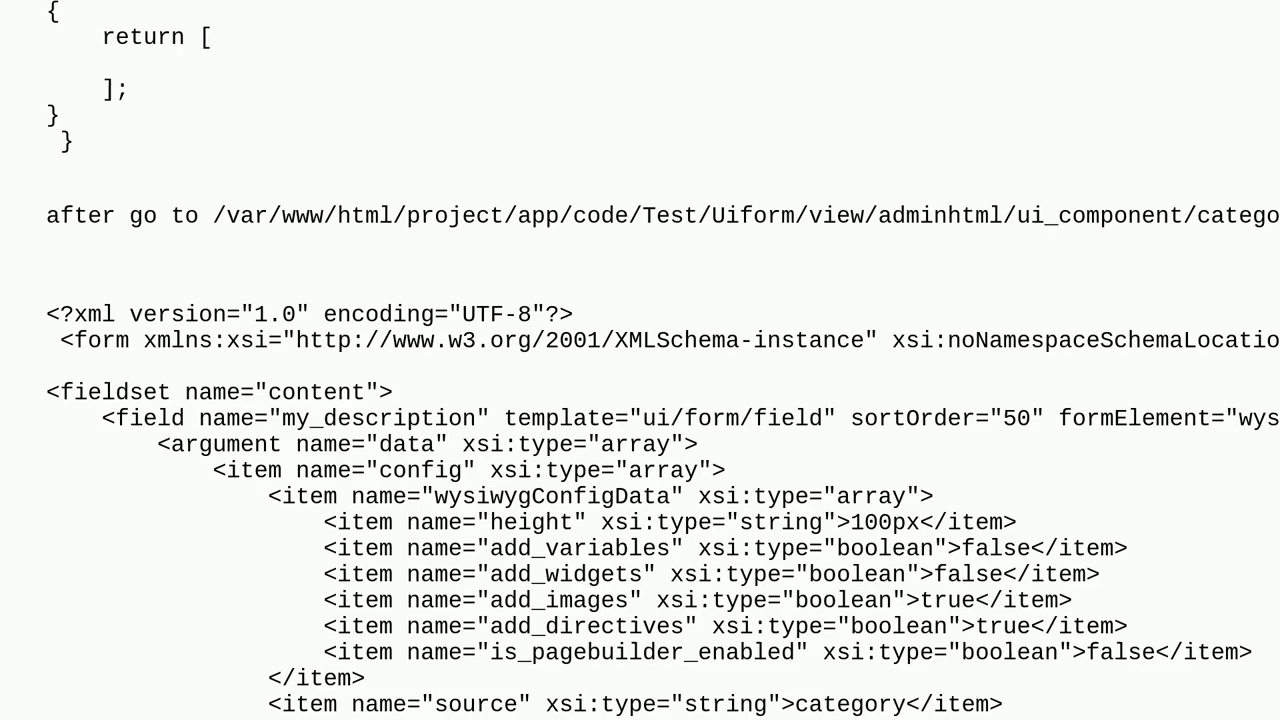 {
    return [
    ];
}
 }
after go to /var/www/html/project/app/code/Test/Uiform/view/adminhtml/ui_component/catego
<?xml version="1.0" encoding="UTF-8"?>
 <form xmlns:xsi="http://www.w3.org/2001/XMLSchema-instance" xsi:noNamespaceSchemaLocatio
<fieldset name="content">
    <field name="my_description" template="ui/form/field" sortOrder="50" formElement="wys
        <argument name="data" xsi:type="array">
            <item name="config" xsi:type="array">
                <item name="wysiwygConfigData" xsi:type="array">
                    <item name="height" xsi:type="string">100px</item>
                    <item name="add_variables" xsi:type="boolean">false</item>
                    <item name="add_widgets" xsi:type="boolean">false</item>
                    <item name="add_images" xsi:type="boolean">true</item>
                    <item name="add_directives" xsi:type="boolean">true</item>
                    <item name="is_pagebuilder_enabled" xsi:type="boolean">false</item>
                </item>
                <item name="source" xsi:type="string">category</item>